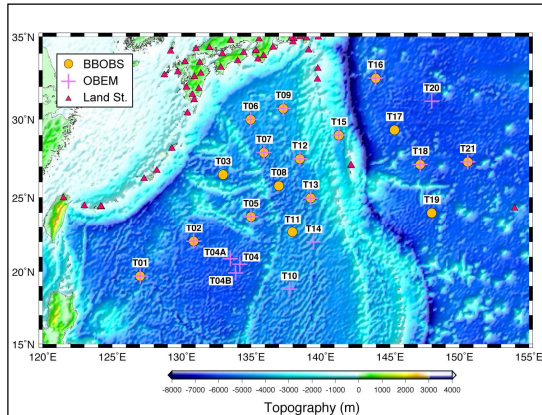 35˚N
30˚N
25˚N
20˚N
15˚N
BBOBS
OBEM
Land St.
T16
T20
T09
T06
T17
T15
T07
T12
T18
T21
T03
T08
T13
T19
T05
T11
T02
T14
T04A
T04
T01
T04B
T10
120˚E
125˚E
130˚E
135˚E
140˚E
145˚E
150˚E
155˚E
-8000 -7000 -6000 -5000 -4000 -3000 -2000 -1000 0 1000 2000 3000 4000
Topography (m)